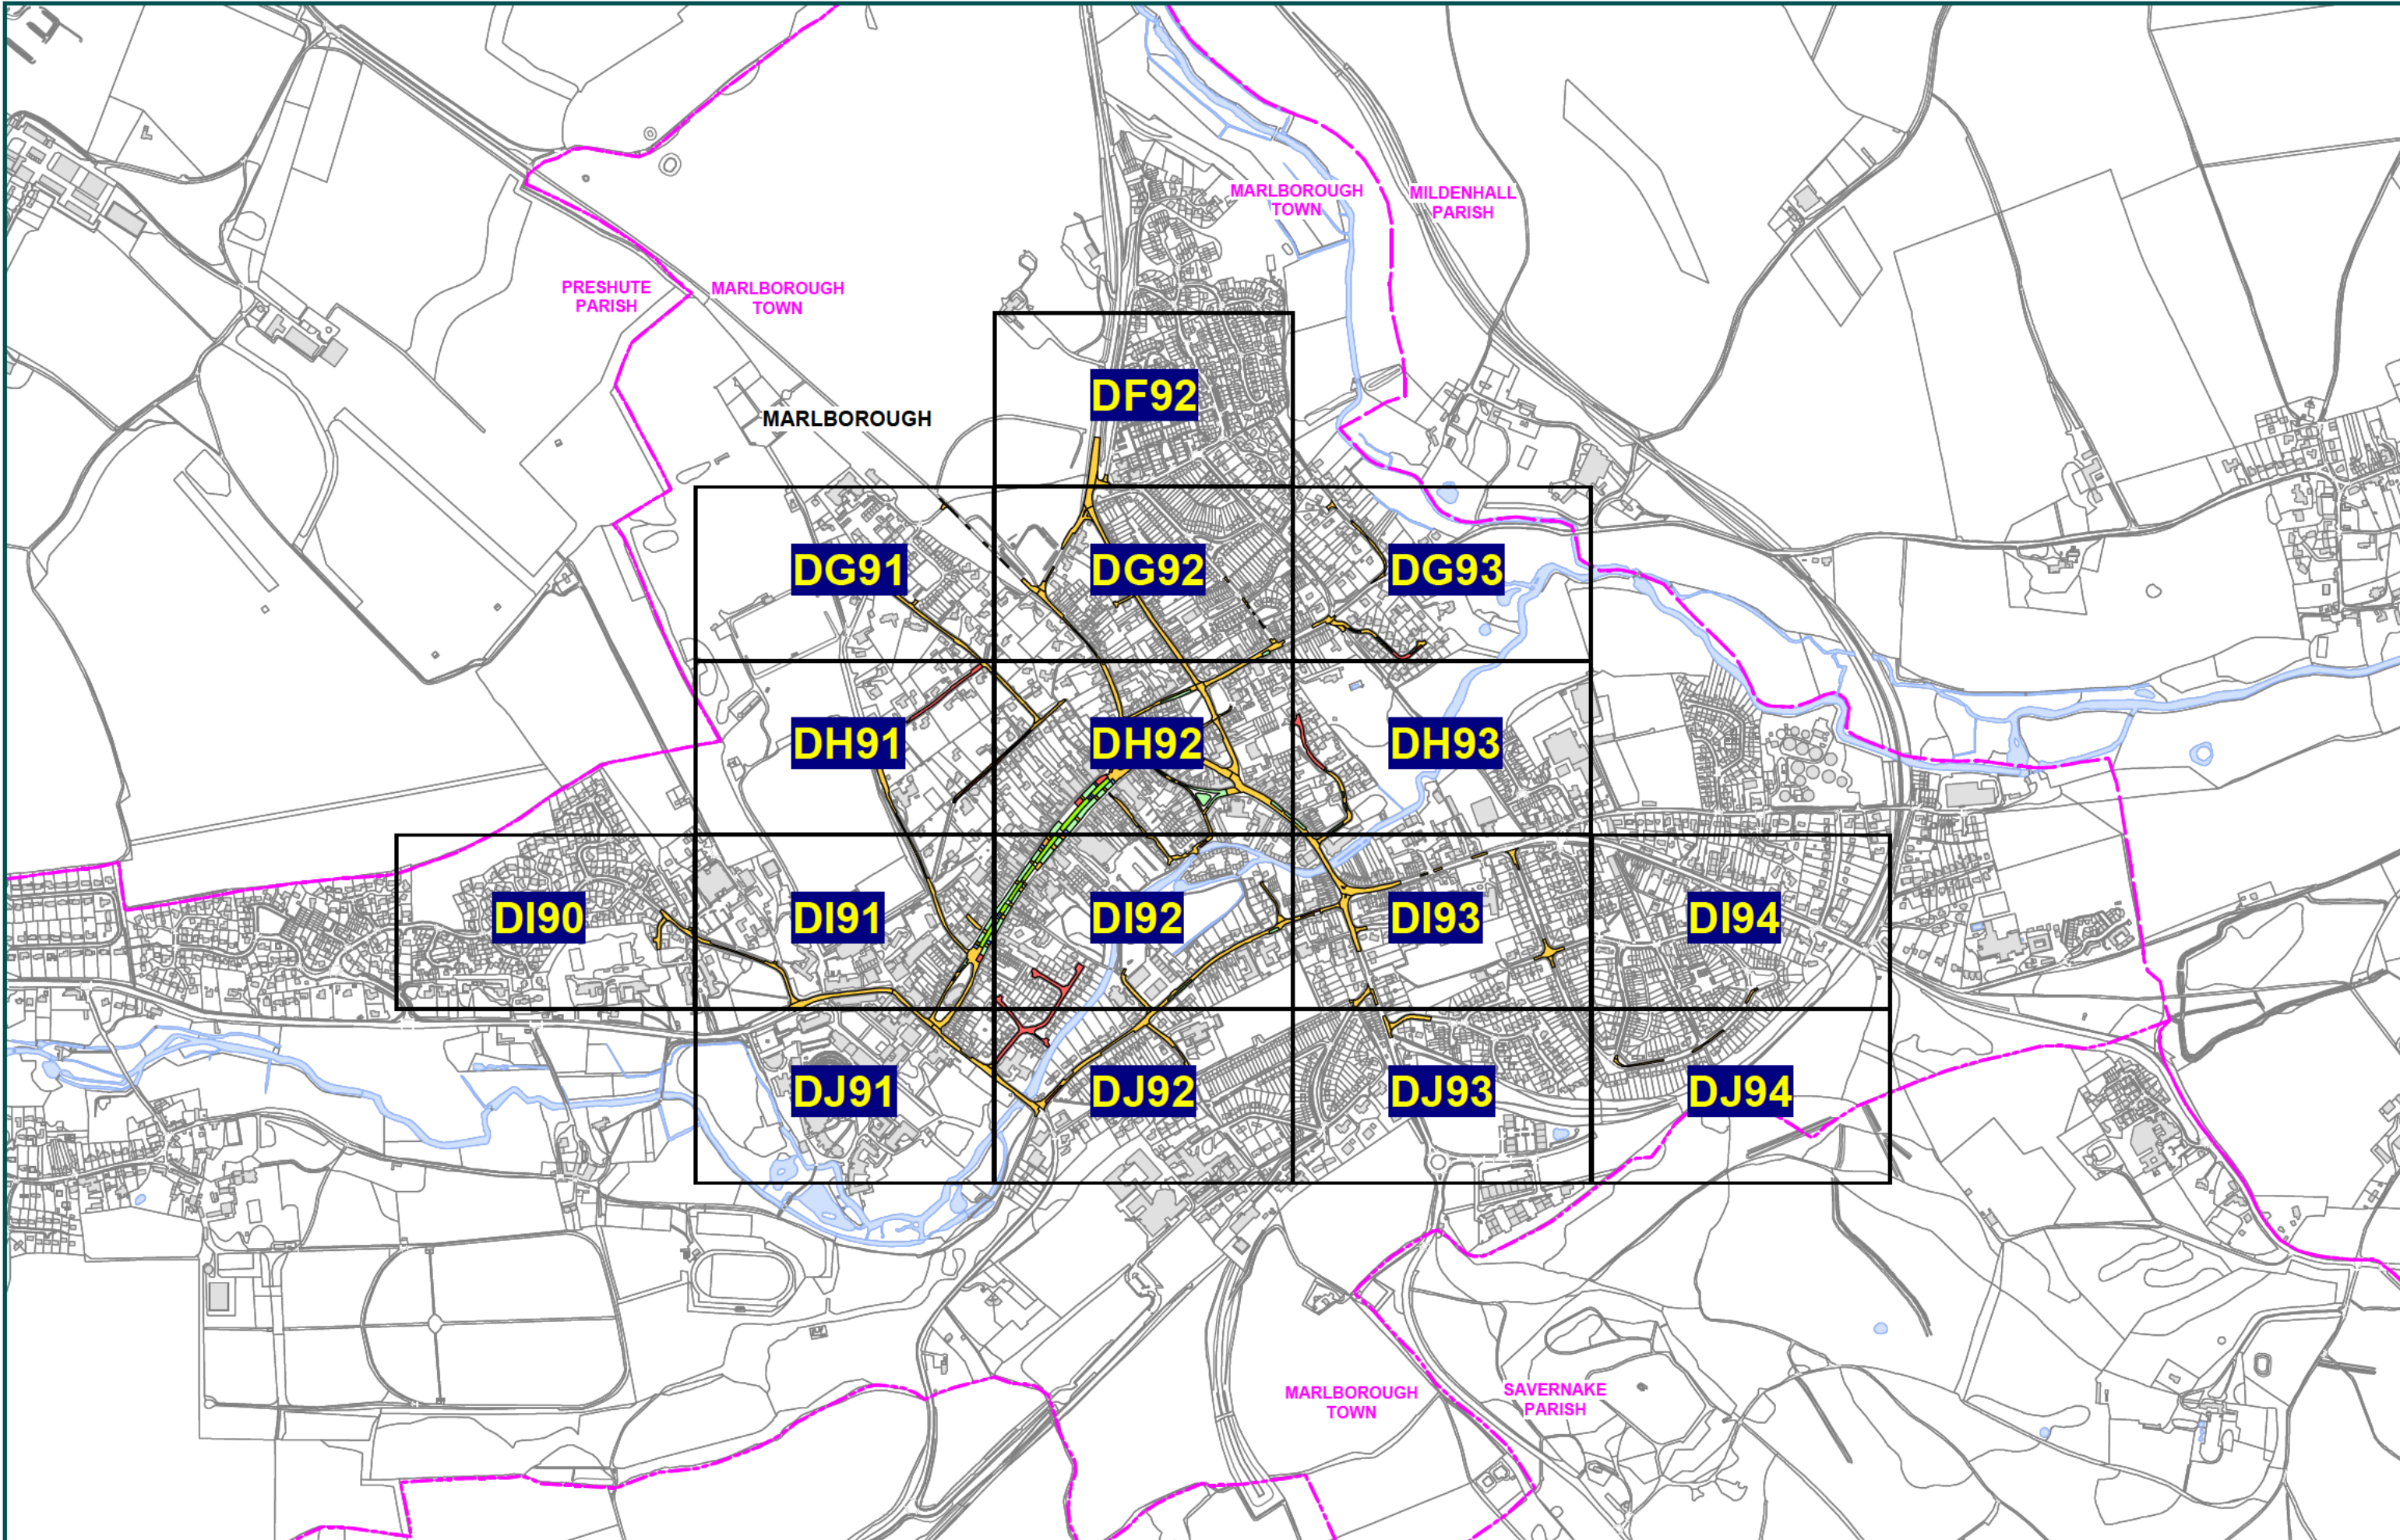 MARLBOROUGH
TOWN
MILDENHALL
PARISH
PRESHUTE
PARISH
MARLBOROUGH
TOWN
DF92
MARLBOROUGH
DG91
DG92
DG93
DH91
DH92
DH93
DI90
DI91
DI92
DI93
DI94
DJ91
DJ92
DJ93
DJ94
MARLBOROUGH
TOWN
SAVERNAKE
PARISH